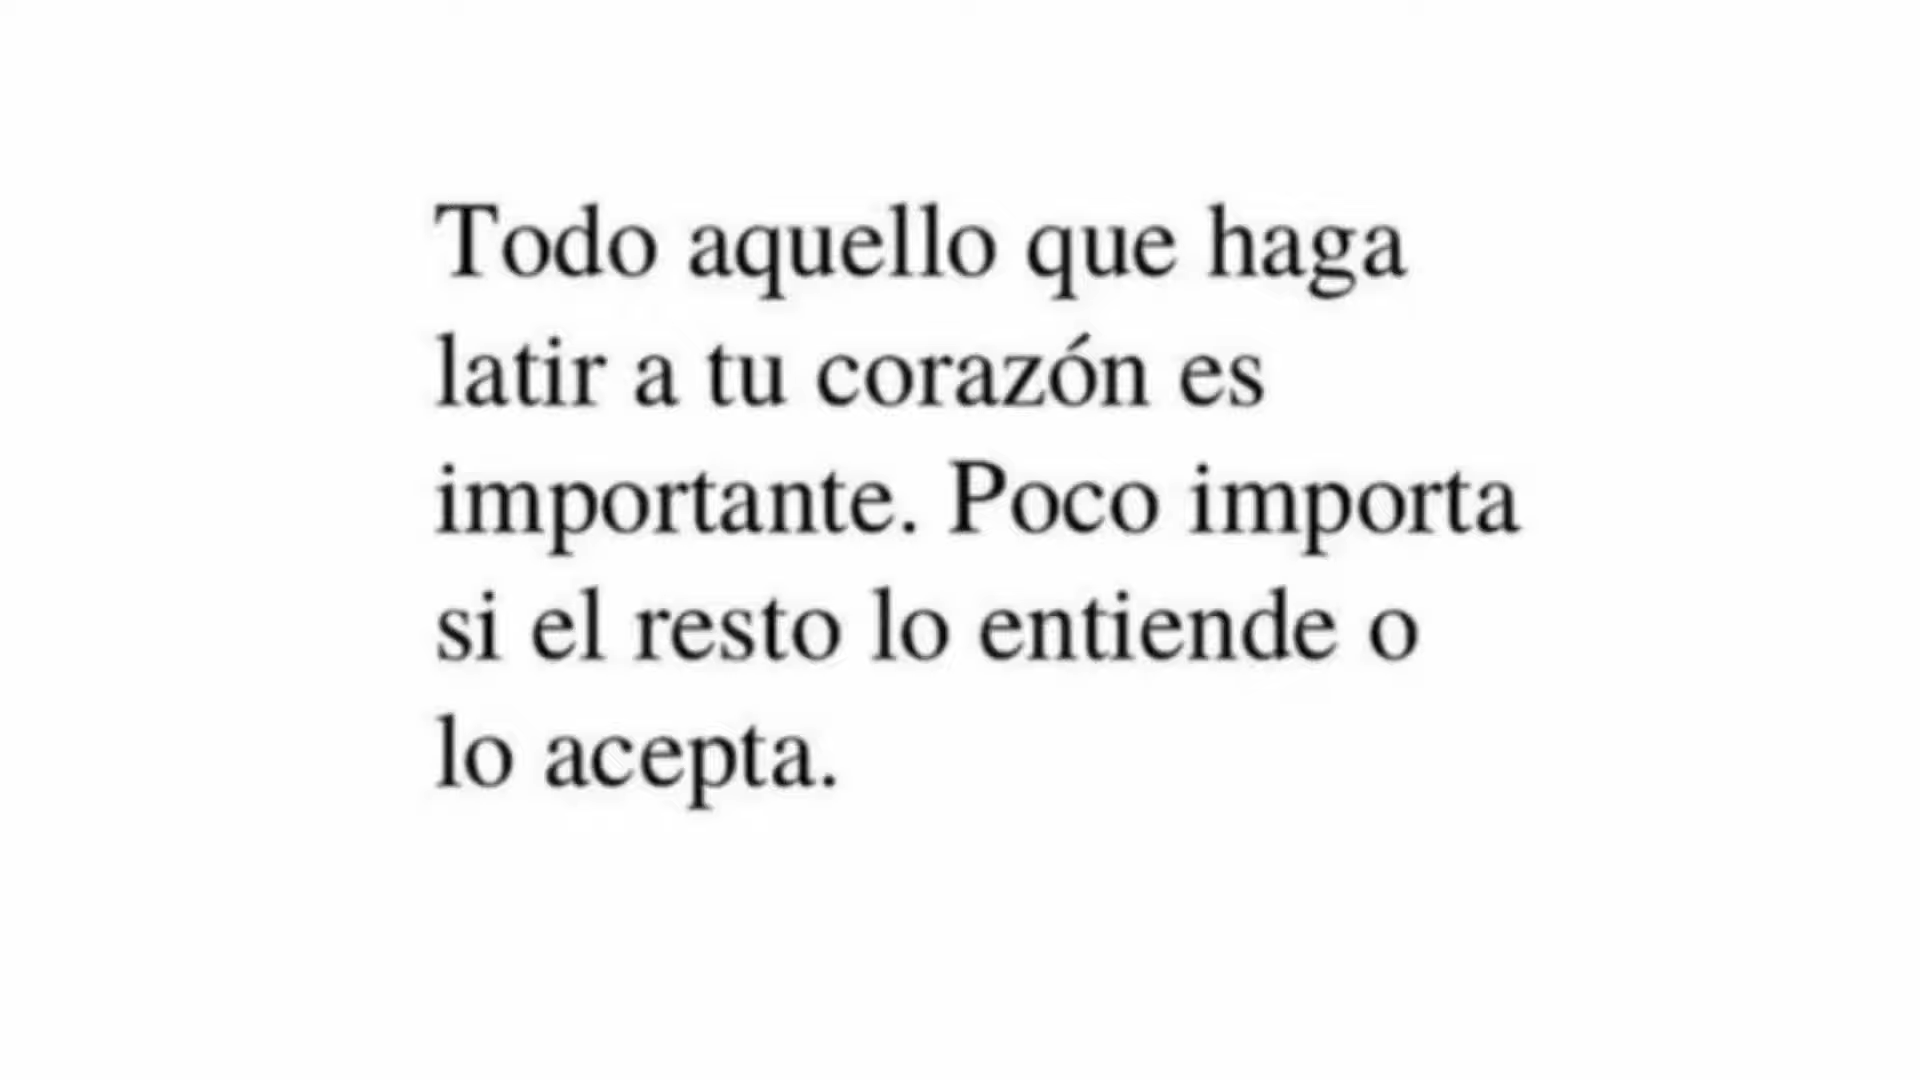 Todo aquello que haga
latir a tu corazón es
importante. Poco importa
si el resto lo entiende o
lo acepta.